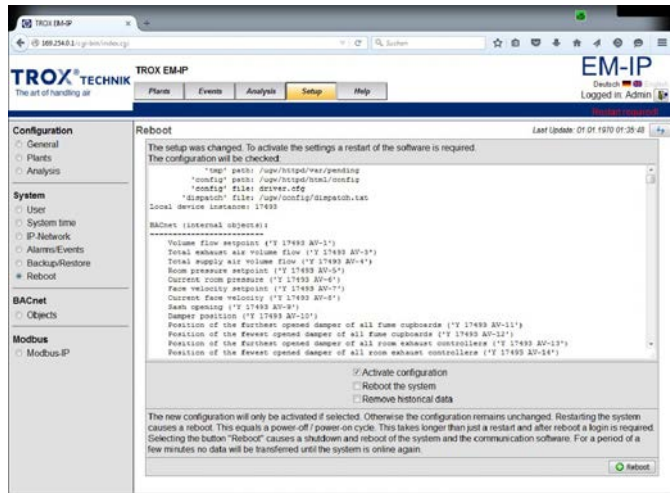 TROX EM-IP
169.254.0.1/cgi-bin/index.cgi
Suchen
TROX® TECHNIK
The art of handling air
TROX EM-IP
Plants Events Analysis Setup Help
EM-IP
Deutsch English
Logged in: Admin
Restart required!
Configuration
General
Plants
Analysis
System
User
System time
IP-Network
Alarms/Events
Backup/Restore
Reboot
BACnet
Objects
Modbus
Modbus-IP
Reboot
Last Update: 01.01.1970 01:35:48
The setup was changed. To activate the settings a restart of the software is required.
The configuration will be checked:
'tmp' path: /ugw/httpd/var/pending
'config' path: /ugw/httpd/html/config
'config' file: driver.cfg
'dispatch' file: /ugw/config/dispatch.txt
Local device instance: 17493
BACnet (internal objects):
==========================
Volume flow setpoint ('Y 17493 AV-1')
Total exhaust air volume flow ('Y 17493 AV-3')
Total supply air volume flow ('Y 17493 AV-4')
Room pressure setpoint ('Y 17493 AV-5')
Current room pressure ('Y 17493 AV-6')
Face velocity setpoint ('Y 17493 AV-7')
Current face velocity ('Y 17493 AV-8')
Sash opening ('Y 17493 AV-9')
Damper position ('Y 17493 AV-10')
Position of the furthest opened damper of all fume cupboards ('Y 17493 AV-11')
Position of the fewest opened damper of all fume cupboards ('Y 17493 AV-12')
Position of the furthest opened damper of all room exhaust controllers ('Y 17493 AV-13')
Position of the fewest opened damper of all room exhaust controllers ('Y 17493 AV-14')
Activate configuration
Reboot the system
Remove historical data
The new configuration will only be activated if selected. Otherwise the configuration remains unchanged. Restarting the system
causes a reboot. This equals a power-off / power-on cycle. This takes longer than just a restart and after reboot a login is required.
Selecting the button "Reboot" causes a shutdown and reboot of the system and the communication software. For a period of a
few minutes no data will be transferred until the system is online again.
Reboot